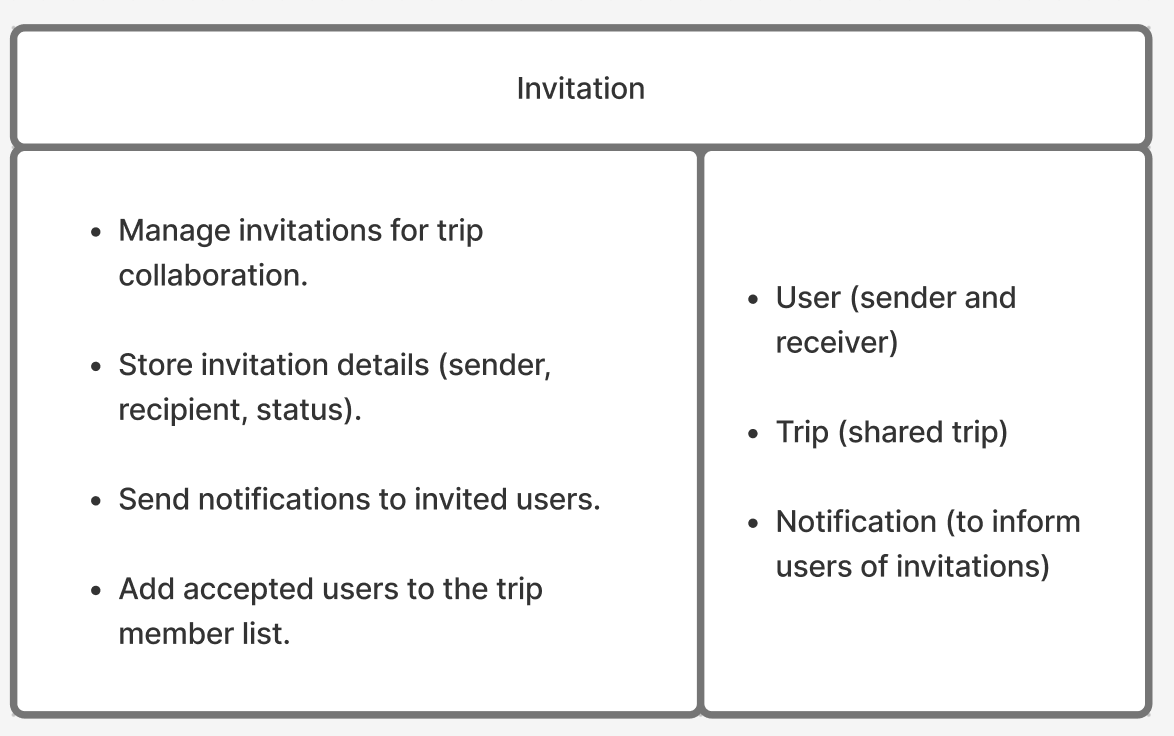 Invitation
• Manage invitations for trip
collaboration.
• Store invitation details (sender,
recipient, status).
• Send notifications to invited users.
• Add accepted users to the trip
member list.
• User (sender and
receiver)
• Trip (shared trip)
• Notification (to inform
users of invitations)